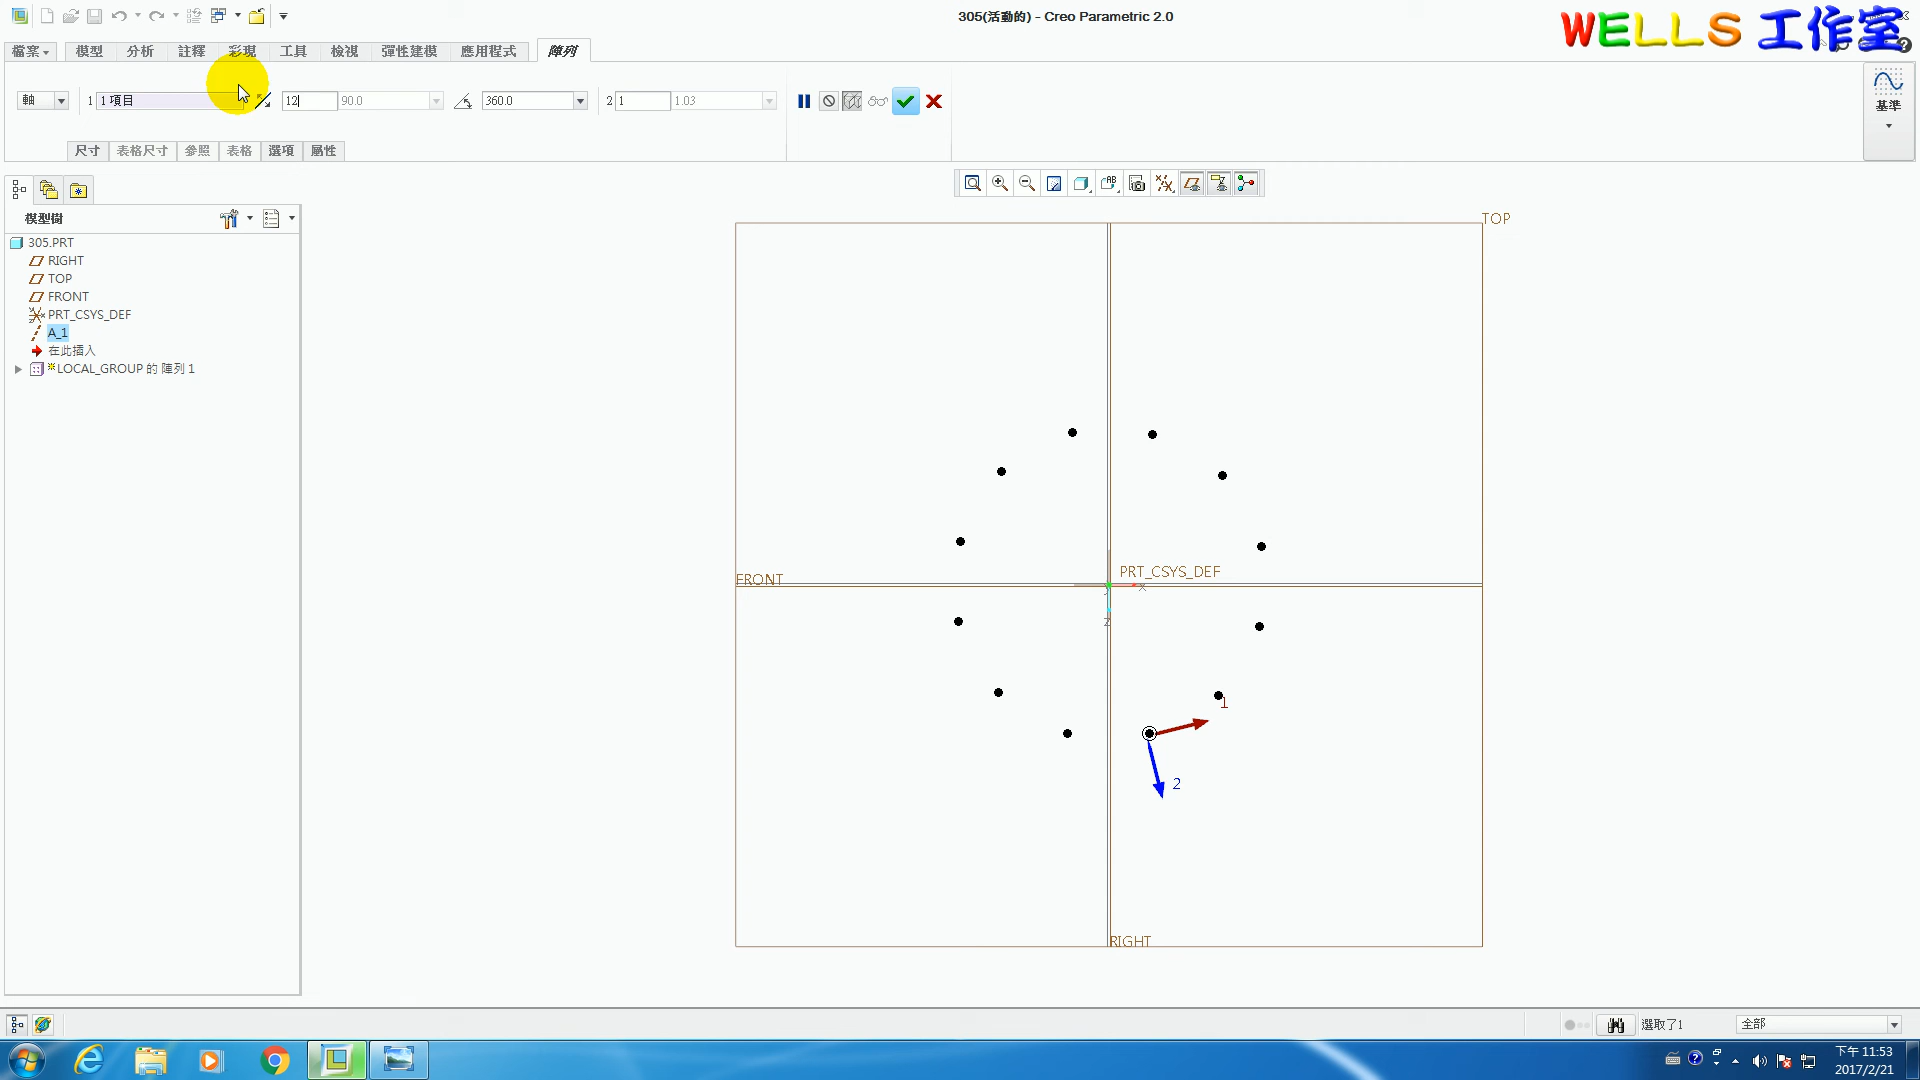 305(活動的) - Creo Parametric 2.0
WELLS 工作室
檔案 模型 分析 註釋 彩現 工具 檢視 彈性建模 應用程式 陣列
軸 1 1 項目 12 90.0 360.0 2 1 1.03
基準
尺寸 表格尺寸 參照 表格 選項 屬性
模型樹
305.PRT
RIGHT
TOP
FRONT
PRT_CSYS_DEF
A_1
在此插入
LOCAL_GROUP 的 陣列 1
TOP
FRONT
PRT_CSYS_DEF
X
Z
1
2
RIGHT
選取了1 全部
下午 11:53
2017/2/21